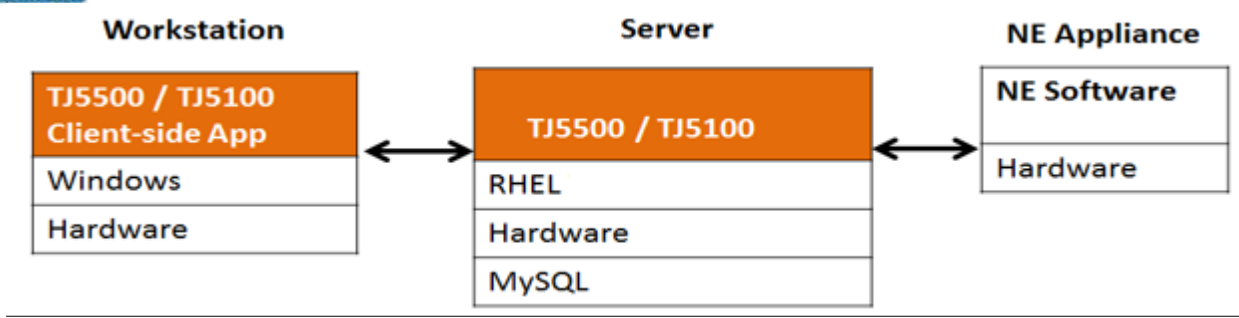 Workstation
TJ5500 / TJ5100
Client-side App
Windows
Hardware
Server
TJ5500 / TJ5100
RHEL
Hardware
MySQL
NE Appliance
NE Software
Hardware